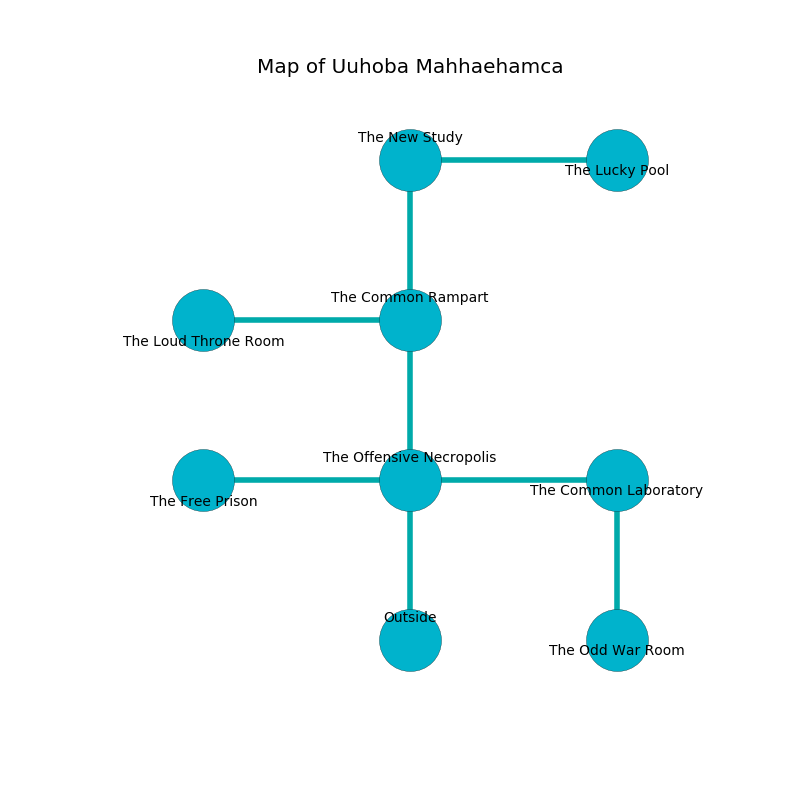 Map of Uuhoba Mahhaehamca
The New Study
The Lucky Pool
The Common Rampart
The Loud Throne Room
The Offensive Necropolis
The Free Prison
The Common Laboratory
Outside
The Odd War Room